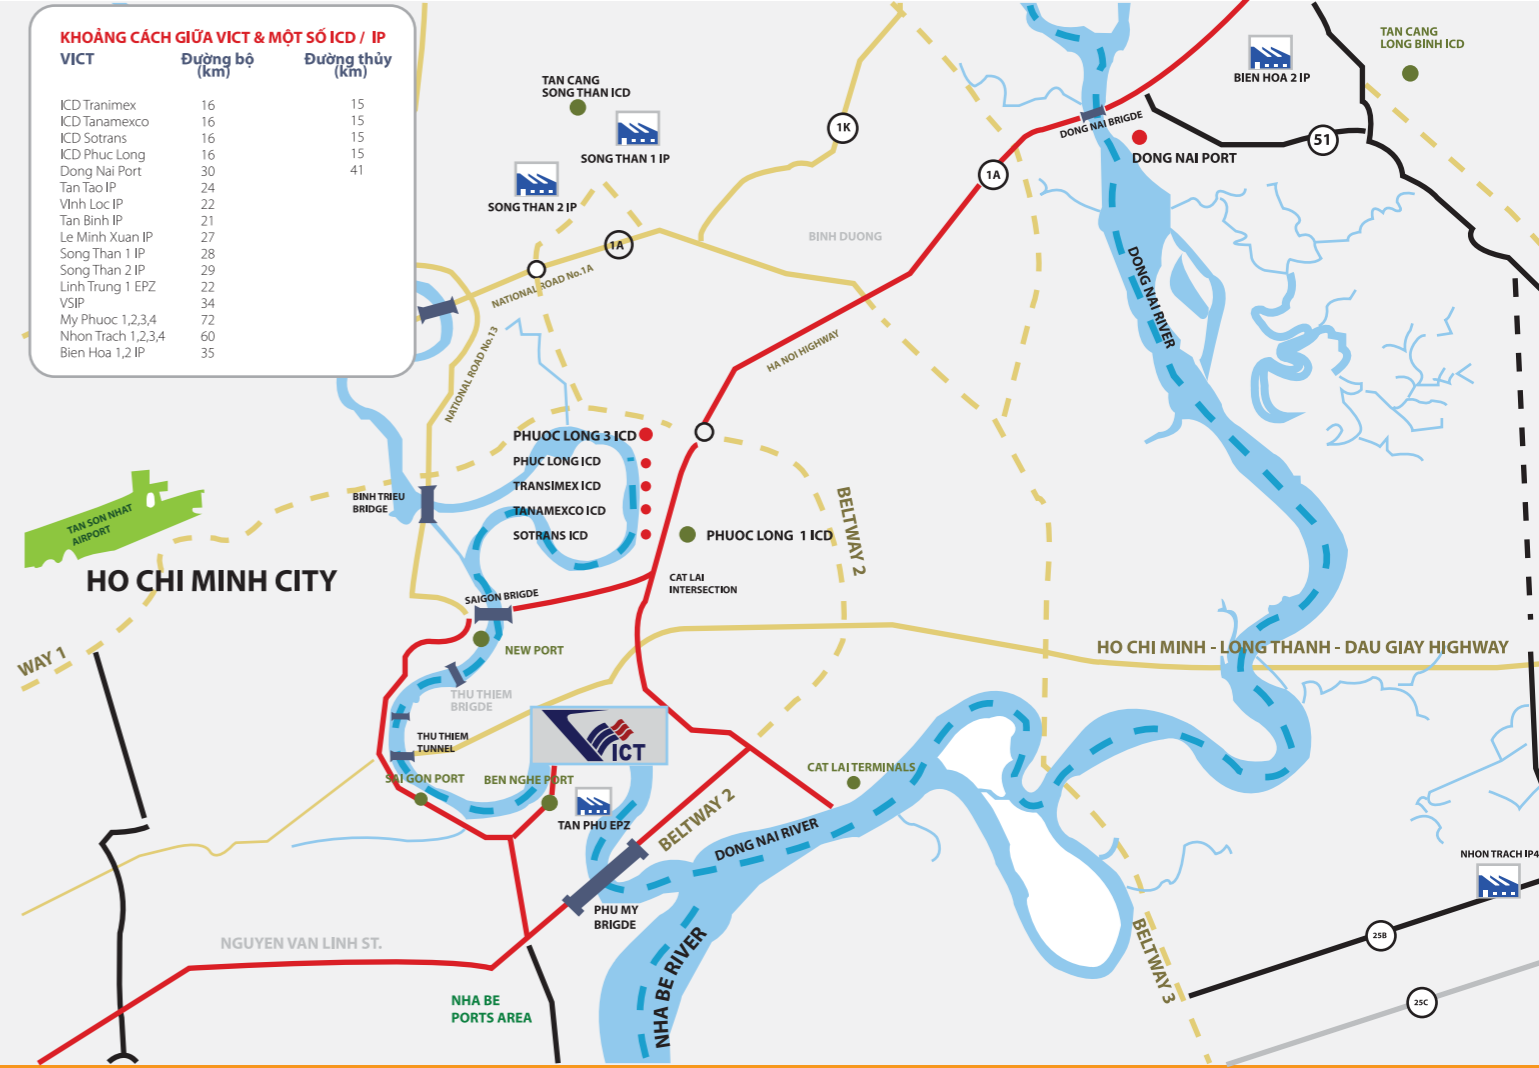 KHOẢNG CÁCH GIỮA VICT & MỘT SỐ ICD / IP
VICT Đường bộ (km) Đường thủy (km)
ICD Tranimex 16 15
ICD Tanamexco 16 15
ICD Sotrans 16 15
ICD Phuc Long 16 15
Dong Nai Port 30 41
Tan Tao IP 24
VInh Loc IP 22
Tan Binh IP 21
Le Minh Xuan IP 27
Song Than 1 IP 28
Song Than 2 IP 29
Linh Trung 1 EPZ 22
VSIP 34
My Phuoc 1,2,3,4 72
Nhon Trach 1,2,3,4 60
Bien Hoa 1,2 IP 35
TAN CANG
SONG THAN ICD
SONG THAN 1 IP
SONG THAN 2 IP
1K
1A
1A
51
BIEN HOA 2 IP
TAN CANG
LONG BINH ICD
DONG NAI BRIGDE
DONG NAI PORT
BINH DUONG
NATIONAL ROAD No.1A
NATIONAL ROAD No.13
HA NOI HIGHWAY
DONG NAI RIVER
PHUOC LONG 3 ICD
PHUC LONG ICD
TRANSIMEX ICD
TANAMEXCO ICD
SOTRANS ICD
PHUOC LONG 1 ICD
BELTWAY 2
BINH TRIEU
BRIDGE
TAN SON NHAT
AIRPORT
HO CHI MINH CITY
CAT LAI
INTERSECTION
SAIGON BRIGDE
NEW PORT
WAY 1
HO CHI MINH - LONG THANH - DAU GIAY HIGHWAY
THU THIEM
BRIGDE
THU THIEM
TUNNEL
ICT
SAI GON PORT
BEN NGHE PORT
CAT LAI TERMINALS
TAN PHU EPZ
BELTWAY 2
DONG NAI RIVER
NHON TRACH IP4
PHU MY
BRIGDE
NGUYEN VAN LINH ST.
NHA BE RIVER
BELTWAY 3
25B
25C
NHA BE
PORTS AREA